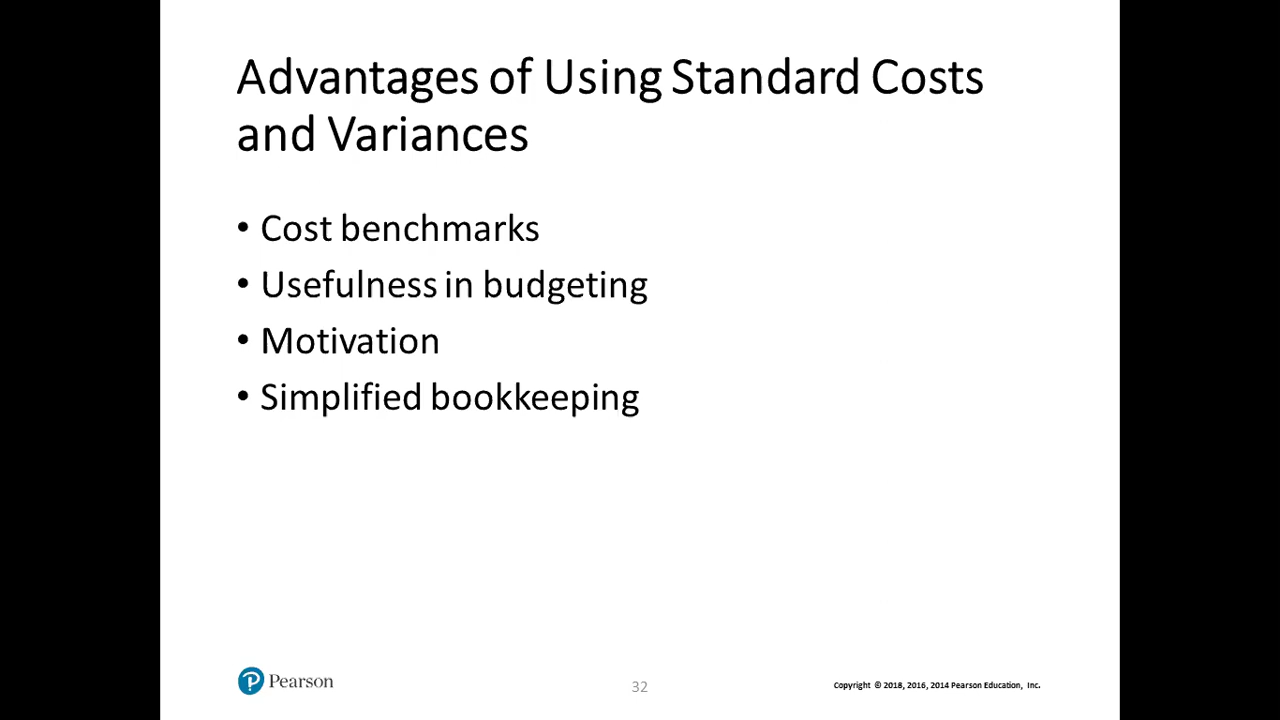 Advantages of Using Standard Costs
and Variances
• Cost benchmarks
• Usefulness in budgeting
• Motivation
• Simplified bookkeeping
P Pearson
32
Copyright © 2018, 2016, 2014 Pearson Education, Inc.